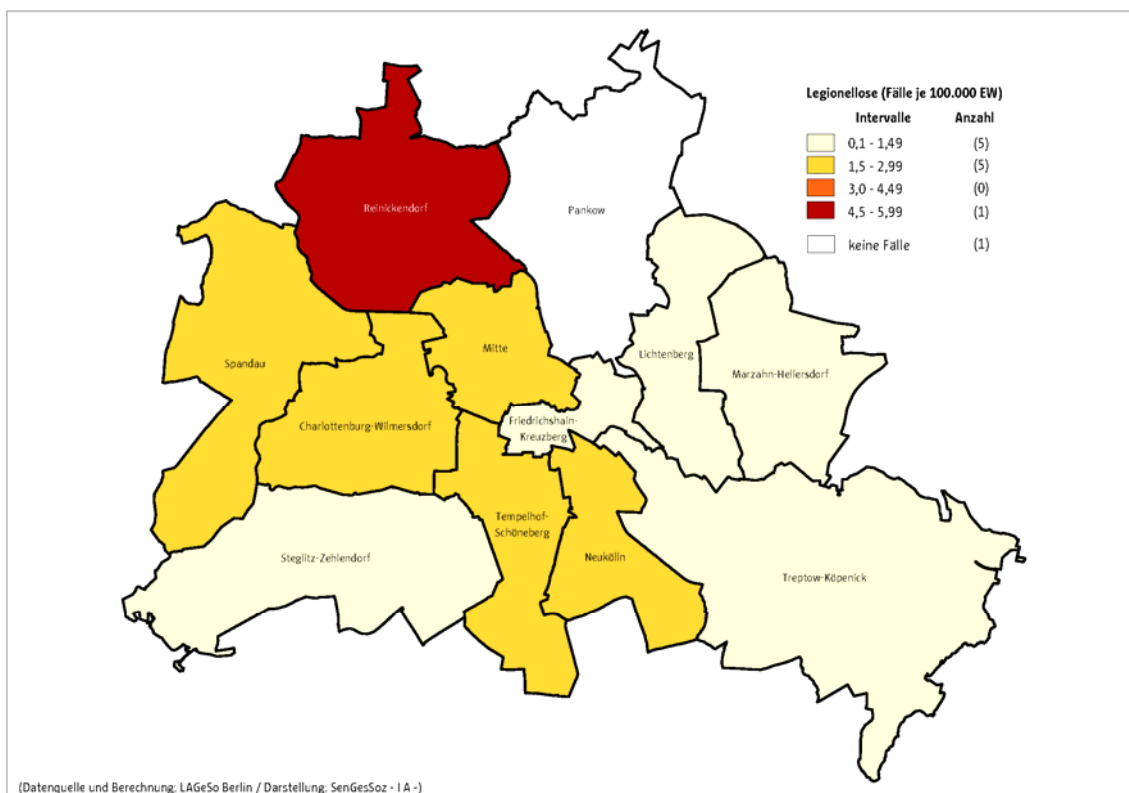 Legionellose (Fälle je 100.000 EW)
Intervalle Anzahl
0,1 - 1,49 (5)
1,5 - 2,99 (5)
3,0 - 4,49 (0)
4,5 - 5,99 (1)
keine Fälle (1)
Reinickendorf
Pankow
Spandau
Mitte
Lichtenberg
Marzahn-Hellersdorf
Charlottenburg-Wilmersdorf
Friedrichshain-
Kreuzberg
Tempelhof-
Schöneberg
Steglitz-Zehlendorf
Neukölln
Treptow-Köpenick
(Datenquelle und Berechnung: LAGeSo Berlin / Darstellung: SenGesSoz - I A -)